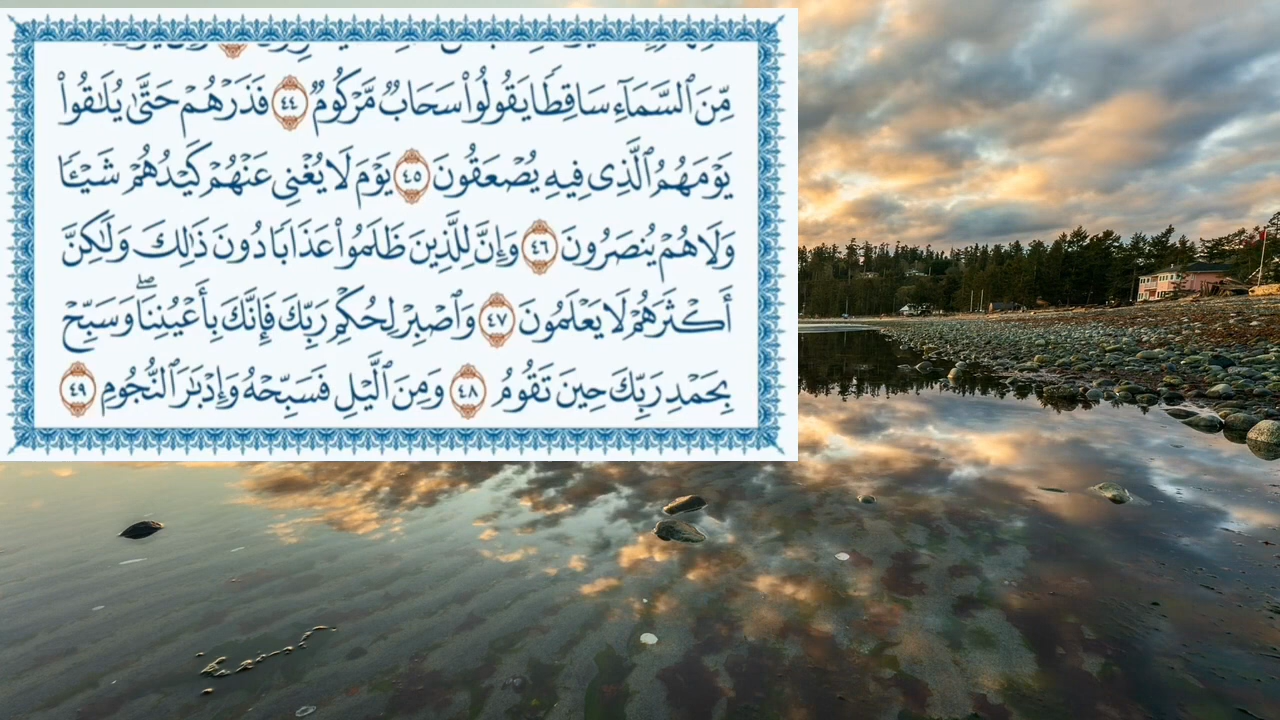 مِّنَ ٱلسَّمَآءِ سَاقِطًا يَقُولُوا۟ سَحَابٌ مَّرْكُومٌ ٤٤ فَذَرْهُمْ حَتَّىٰ يُلَٰقُوا۟
يَوْمَهُمُ ٱلَّذِى فِيهِ يُصْعَقُونَ ٤٥ يَوْمَ لَا يُغْنِى عَنْهُمْ كَيْدُهُمْ شَيْـًٔا
وَلَا هُمْ يُنصَرُونَ ٤٦ وَإِنَّ لِلَّذِينَ ظَلَمُوا۟ عَذَابًا دُونَ ذَٰلِكَ وَلَٰكِنَّ
أَكْثَرَهُمْ لَا يَعْلَمُونَ ٤٧ وَٱصْبِرْ لِحُكْمِ رَبِّكَ فَإِنَّكَ بِأَعْيُنِنَا ۖ وَسَبِّحْ
بِحَمْدِ رَبِّكَ حِينَ تَقُومُ ٤٨ وَمِنَ ٱلَّيْلِ فَسَبِّحْهُ وَإِدْبَٰرَ ٱلنُّجُومِ ٤٩